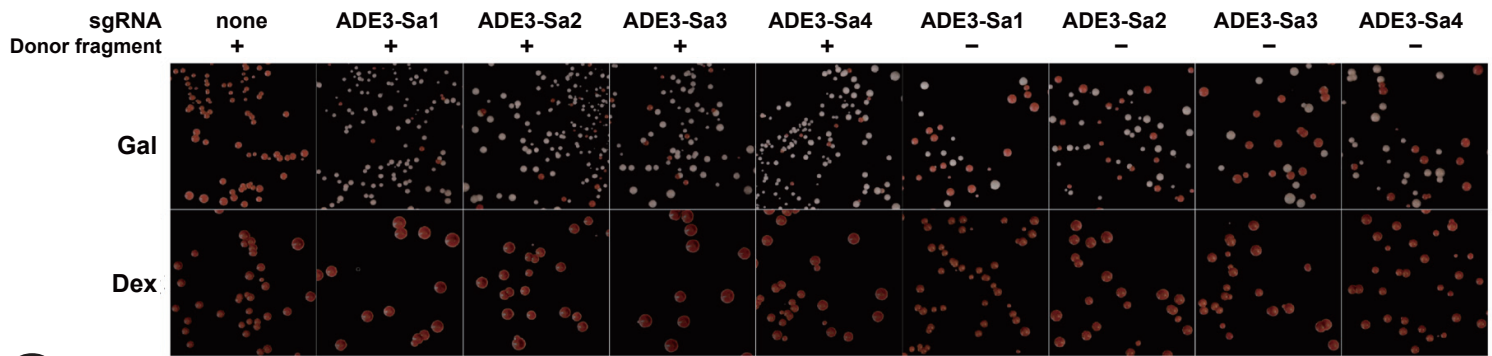 sgRNA none ADE3-Sa1 ADE3-Sa2 ADE3-Sa3 ADE3-Sa4 ADE3-Sa1 ADE3-Sa2 ADE3-Sa3 ADE3-Sa4
Donor fragment + + + + + − − − −
Gal
Dex